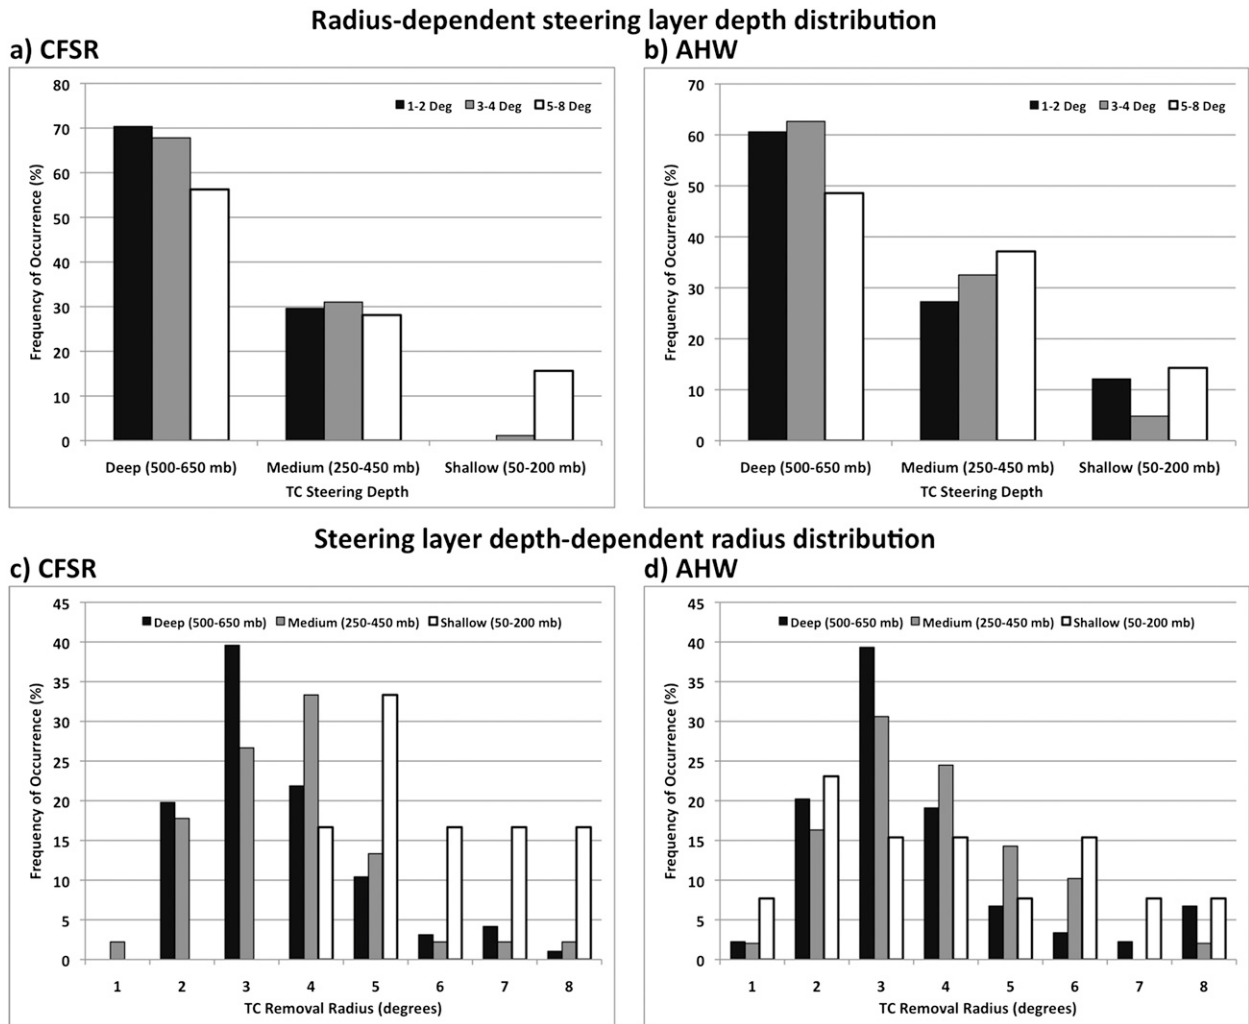 Radius-dependent steering layer depth distribution
a) CFSR
80
70
60
50
40
30
20
10
0
Frequency of Occurrence (%)
1-2 Deg 3-4 Deg 5-8 Deg
Deep (500-650 mb) Medium (250-450 mb) Shallow (50-200 mb)
TC Steering Depth
b) AHW
70
60
50
40
30
20
10
0
Frequency of Occurrence (%)
1-2 Deg 3-4 Deg 5-8 Deg
Deep (500-650 mb) Medium (250-450 mb) Shallow (50-200 mb)
TC Steering Depth
Steering layer depth-dependent radius distribution
c) CFSR
45
40
35
30
25
20
15
10
5
0
Frequency of Occurrence (%)
Deep (500-650 mb) Medium (250-450 mb) Shallow (50-200 mb)
1 2 3 4 5 6 7 8
TC Removal Radius (degrees)
d) AHW
45
40
35
30
25
20
15
10
5
0
Frequency of Occurrence (%)
Deep (500-650 mb) Medium (250-450 mb) Shallow (50-200 mb)
1 2 3 4 5 6 7 8
TC Removal Radius (degrees)